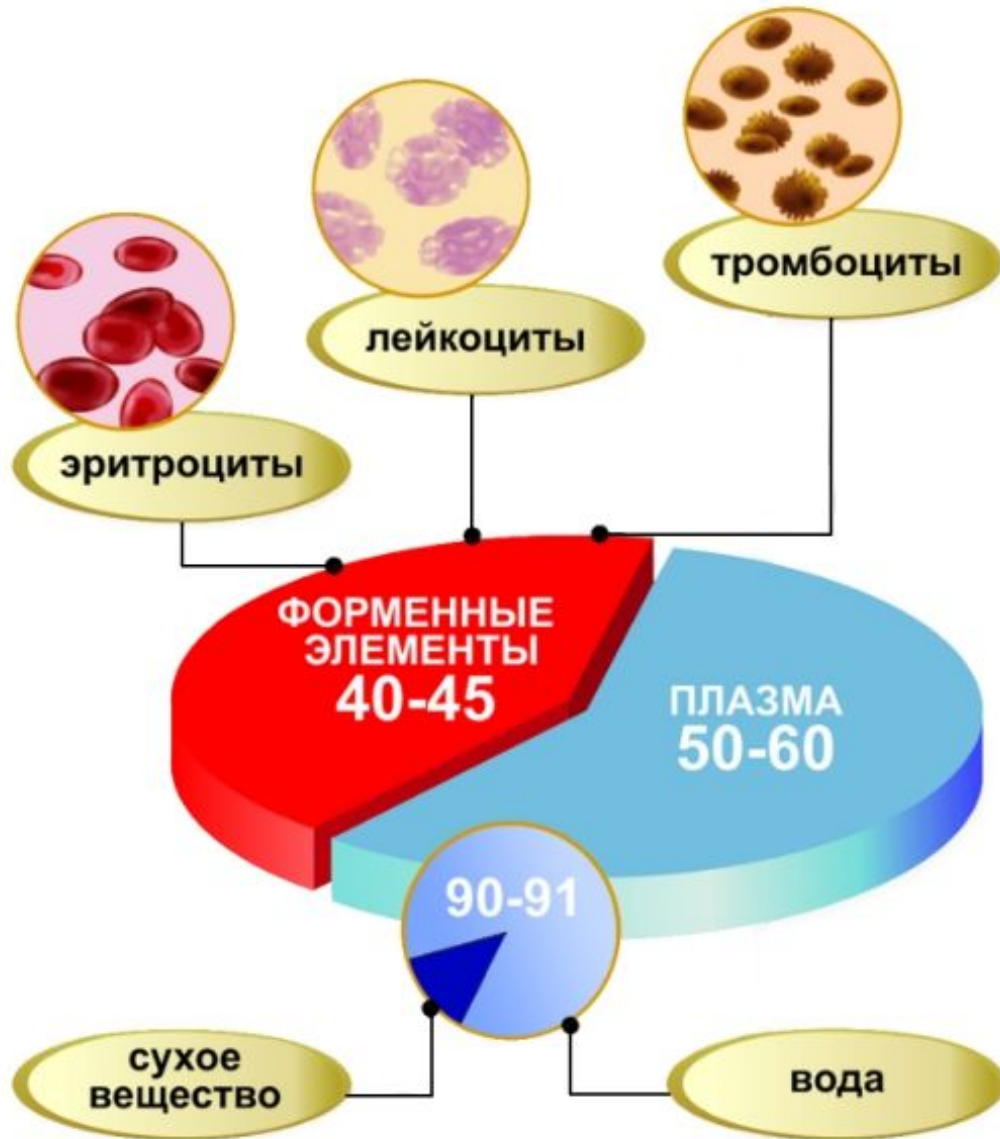 тромбоциты
лейкоциты
эритроциты
ФОРМЕННЫЕ
ЭЛЕМЕНТЫ
40-45
ПЛАЗМА
50-60
90-91
сухое
вещество
вода